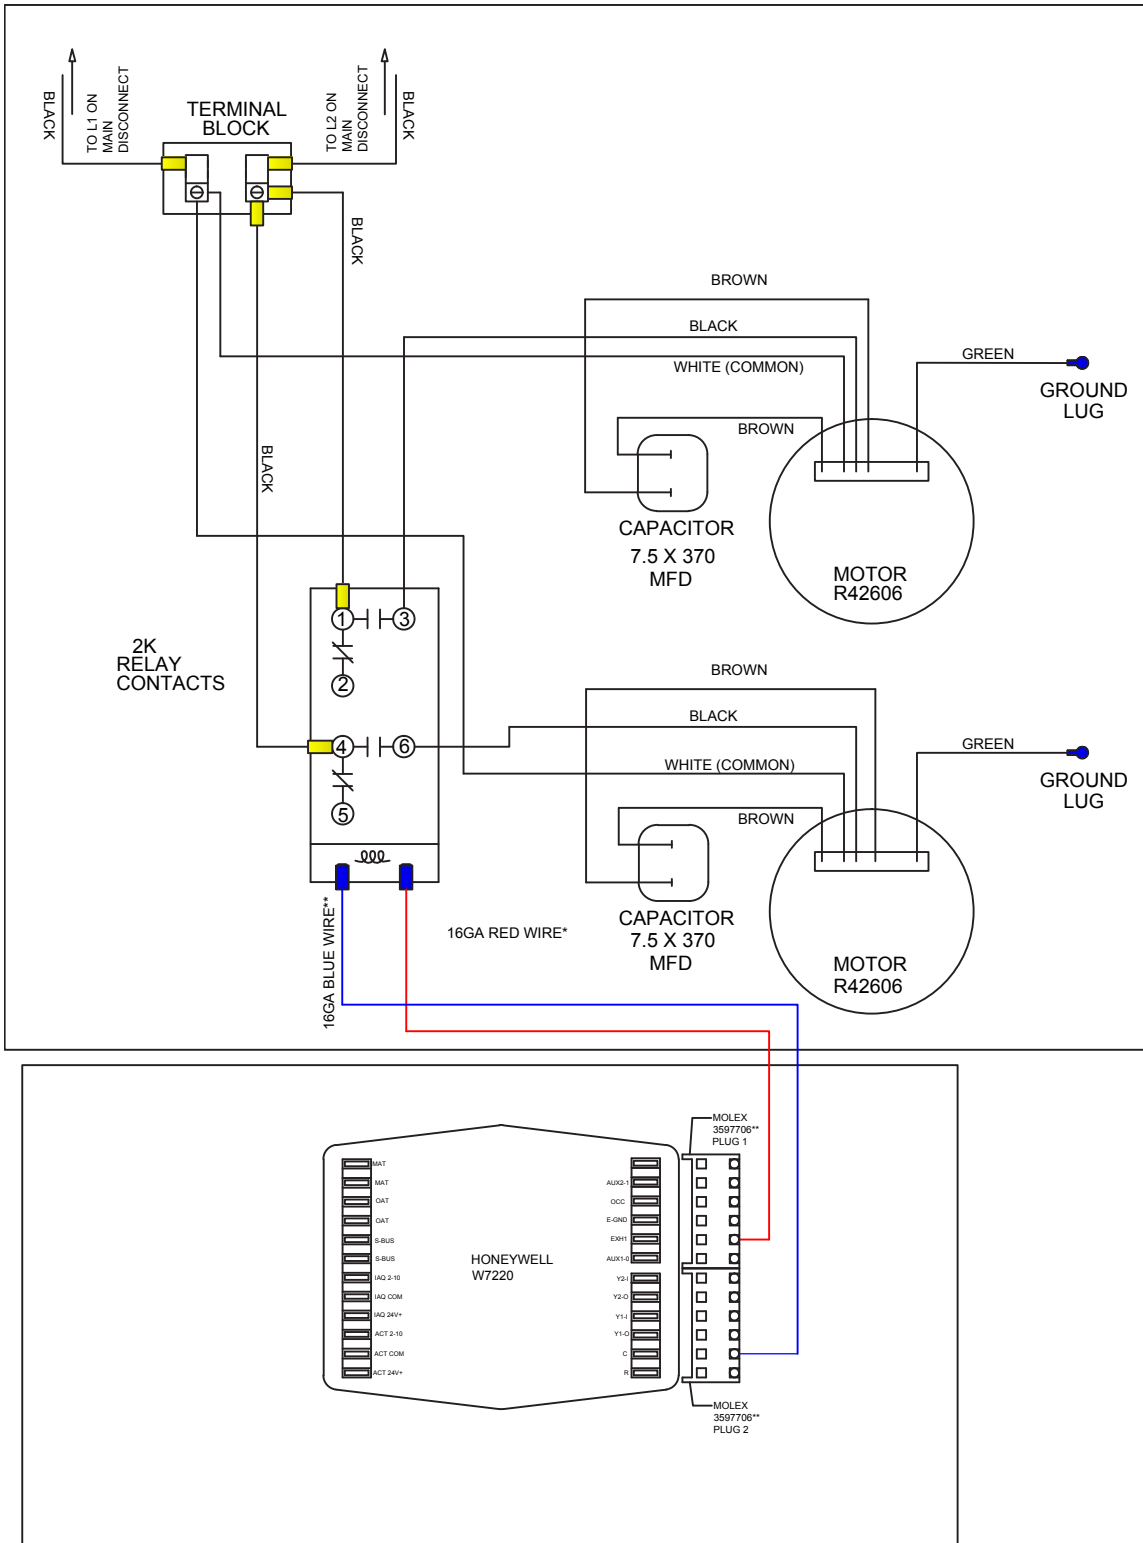 BLACK
TO L1 ON
MAIN
DISCONNECT
TERMINAL
BLOCK
TO L2 ON
MAIN
DISCONNECT
BLACK
BLACK
BLACK
BROWN
BLACK
WHITE (COMMON)
BROWN
GREEN
GROUND
LUG
CAPACITOR
7.5 X 370
MFD
MOTOR
R42606
2K
RELAY
CONTACTS
1
3
2
4
6
5
BROWN
BLACK
WHITE (COMMON)
BROWN
GREEN
GROUND
LUG
CAPACITOR
7.5 X 370
MFD
MOTOR
R42606
16GA BLUE WIRE**
16GA RED WIRE*
MOLEX
3597706**
PLUG 1
MAT
MAT
OAT
OAT
S-BUS
S-BUS
IAQ 2-10
IAQ COM
IAQ 24V+
ACT 2-10
ACT COM
ACT 24V+
HONEYWELL
W7220
AUX2-1
OCC
E-GND
EXH1
AUX1-0
Y2-I
Y2-O
Y1-I
Y1-O
C
R
MOLEX
3597706**
PLUG 2